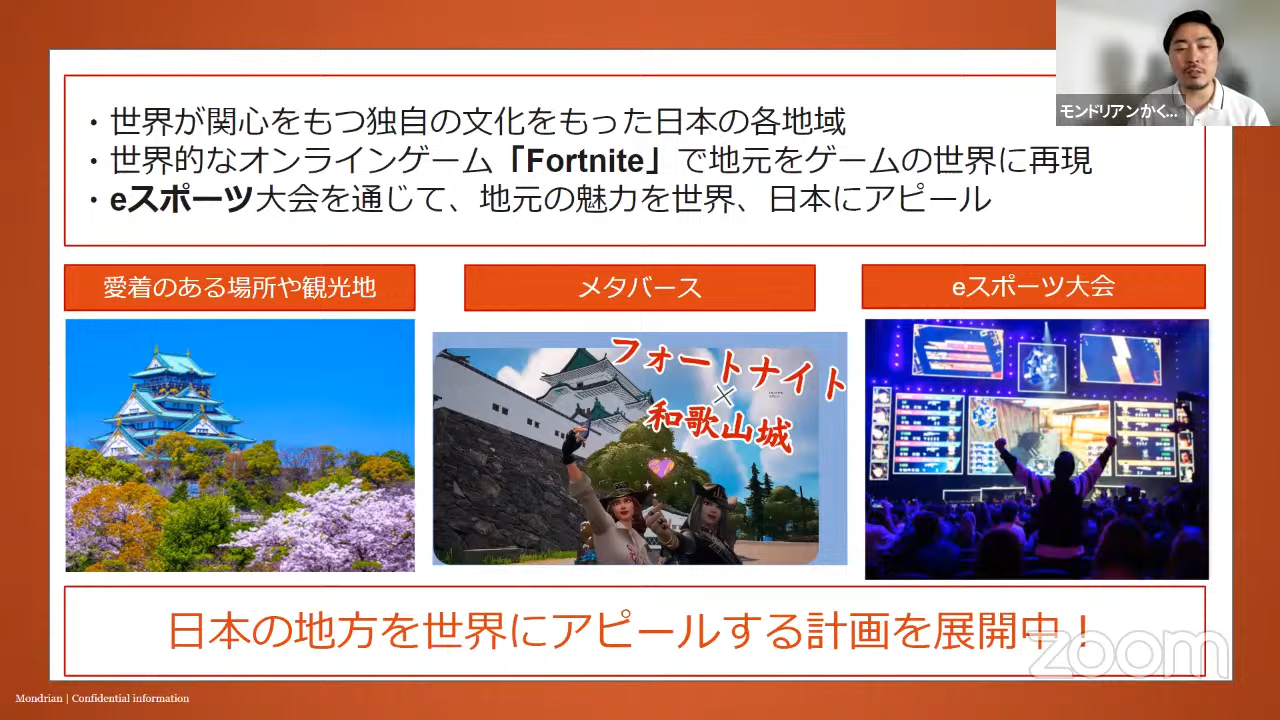 ・世界が関心をもつ独自の文化をもった日本の各地域
・世界的なオンラインゲーム「Fortnite」で地元をゲームの世界に再現
・eスポーツ大会を通じて、地元の魅力を世界、日本にアピール
モンドリアンかく...
愛着のある場所や観光地
メタバース
eスポーツ大会
フォートナイト
×
和歌山城
日本の地方を世界にアピールする計画を展開中！
zoom
Mondrian | Confidential information